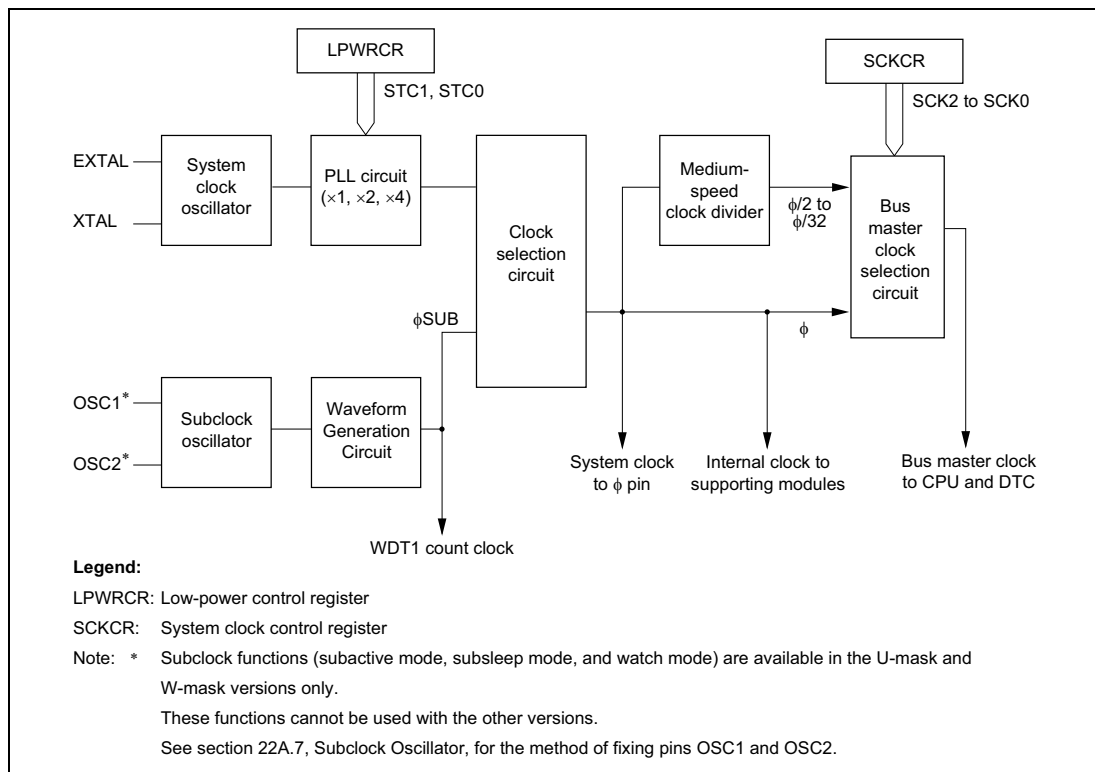 LPWRCR
STC1, STC0
SCKCR
SCK2 to SCK0
EXTAL
XTAL
System
clock
oscillator
PLL circuit
(×1, ×2, ×4)
Clock
selection
circuit
Medium-
speed
clock divider
ϕ/2 to
ϕ/32
Bus
master
clock
selection
circuit
ϕSUB
ϕ
OSC1*
OSC2*
Subclock
oscillator
Waveform
Generation
Circuit
System clock
to ϕ pin
Internal clock to
supporting modules
Bus master clock
to CPU and DTC
WDT1 count clock
Legend:
LPWRCR: Low-power control register
SCKCR: System clock control register
Note: * Subclock functions (subactive mode, subsleep mode, and watch mode) are available in the U-mask and
W-mask versions only.
These functions cannot be used with the other versions.
See section 22A.7, Subclock Oscillator, for the method of fixing pins OSC1 and OSC2.